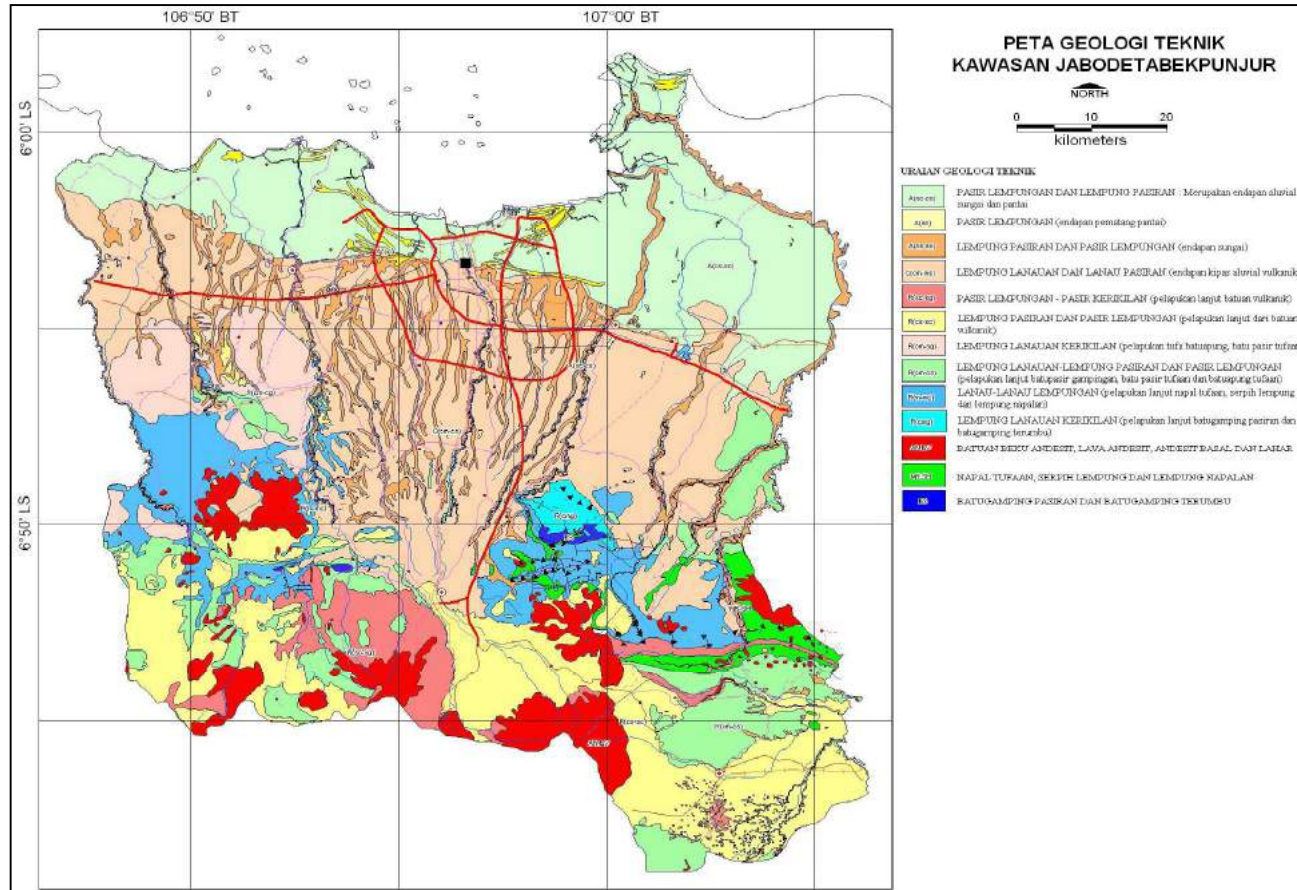 106°50' BT
107°00' BT
6°00' LS
6°50' LS
PETA GEOLOGI TEKNIK
KAWASAN JABODETABEKPUNJUR
NORTH
0 10 20
kilometers
URAIAN GEOLOGI TEKNIK
PASIR LEMPUNGAN DAN LEMPUNG PASIRAN : Merupakan endapan aluvial
sungai dan pantai
PASIR LEMPUNGAN (endapan pematang pantai)
LEMPUNG PASIRAN DAN PASIR LEMPUNGAN (endapan sungai)
LEMPUNG LANAUAN DAN LANAU PASIRAN (endapan kipas aluvial vulkanik
PASIR LEMPUNGAN - PASIR KERIKILAN (pelapukan lanjut batuan vulkanik)
LEMPUNG PASIRAN DAN PASIR LEMPUNGAN (pelapukan lanjut dari batuan
vulkanik)
LEMPUNG LANAUAN KERIKILAN (pelapukan tufa batuapung, batu pasir tufaan
LEMPUNG LANAUAN-LEMPUNG PASIRAN DAN PASIR LEMPUNGAN
(pelapukan lanjut batupasir gampingan, batu pasir tufaan dan batuapung tufaan)
LANAU-LANAU LEMPUNGAN (pelapukan lanjut napal tufaan, serpih lempung
dan lempung napalan)
LEMPUNG LANAUAN KERIKILAN (pelapukan lanjut batugamping pasiran dan
batugamping terumbu)
BATUAN BEKU ANDESIT, LAVA ANDESIT, ANDESIT BASAL DAN LAHAR
NAPAL TUFAAN, SERPIH LEMPUNG DAN LEMPUNG NAPALAN
BATUGAMPING PASIRAN DAN BATUGAMPING TERUMBU